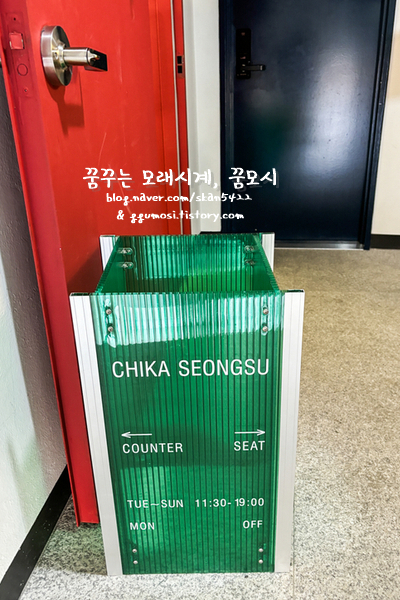 꿈꾸는 모래시계, 꿈모시
blog.naver.com/skan5422
& ggumosi.tistory.com
CHIKA SEONGSU
← →
COUNTER SEAT
TUE—SUN 11:30-19:00
MON OFF